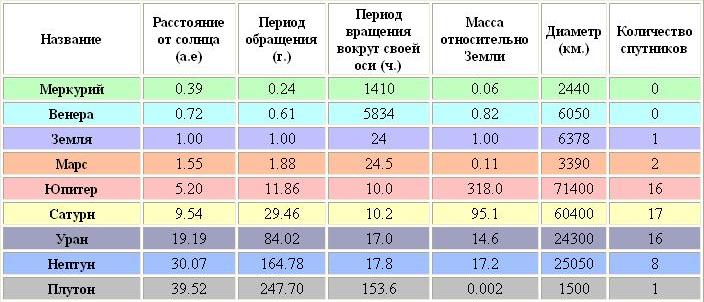 Название Расстояние от солнца (а.е) Период обращения (г.) Период вращения вокруг своей оси (ч.) Масса относительно Земли Диаметр (км.) Количество спутников
Меркурий 0.39 0.24 1410 0.06 2440 0
Венера 0.72 0.61 5834 0.82 6050 0
Земля 1.00 1.00 24 1.00 6378 1
Марс 1.55 1.88 24.5 0.11 3390 2
Юпитер 5.20 11.86 10.0 318.0 71400 16
Сатурн 9.54 29.46 10.2 95.1 60400 17
Уран 19.19 84.02 17.0 14.6 24300 16
Нептун 30.07 164.78 17.8 17.2 25050 8
Плутон 39.52 247.70 153.6 0.002 1500 1